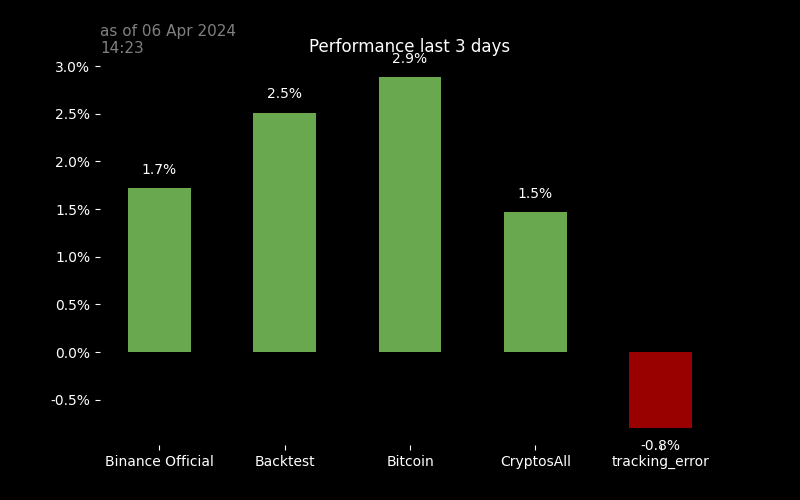 as of 06 Apr 2024
14:23
Performance last 3 days
3.0%
2.5%
2.0%
1.5%
1.0%
0.5%
0.0%
-0.5%
1.7%
2.5%
2.9%
1.5%
-0.8%
Binance Official
Backtest
Bitcoin
CryptosAll
tracking_error